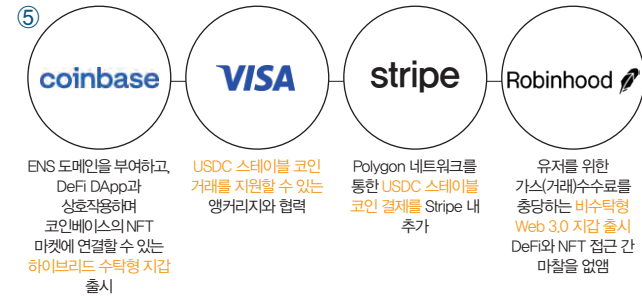 ⑤
coinbase
VISA
stripe
Robinhood
ENS 도메인을 부여하고,
DeFi DApp과
상호작용하며
코인베이스의 NFT
마켓에 연결할 수 있는
하이브리드 수탁형 지갑
출시
USDC 스테이블 코인
거래를 지원할 수 있는
앵커리지와 협력
Polygon 네트워크를
통한 USDC 스테이블
코인 결제를 Stripe 내
추가
유저를 위한
가스(거래)수수료를
충당하는 비수탁형
Web 3.0 지갑 출시
DeFi와 NFT 접근 간
마찰을 없앰